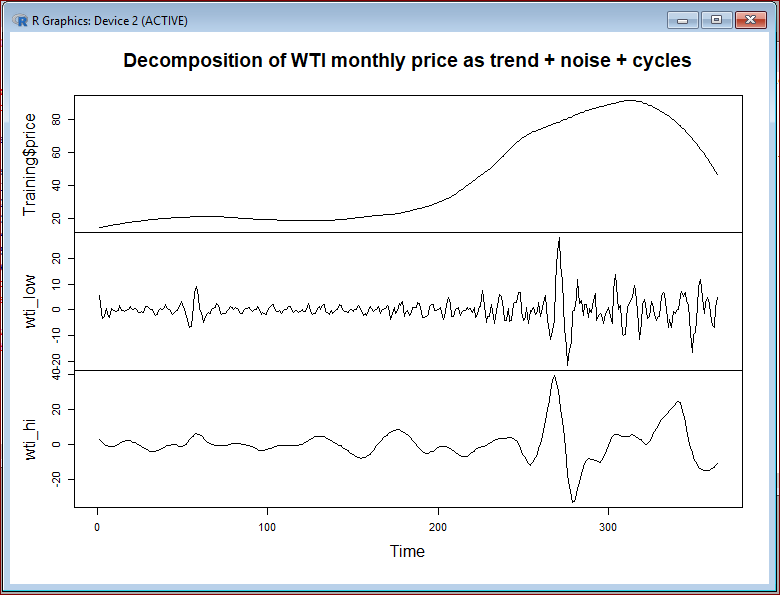 R Graphics: Device 2 (ACTIVE)
Decomposition of WTI monthly price as trend + noise + cycles
Training$price
20 40 60 80
wti_low
-20 -10 0 10 20
wti_hi
-20 0 20 40
0 100 200 300
Time